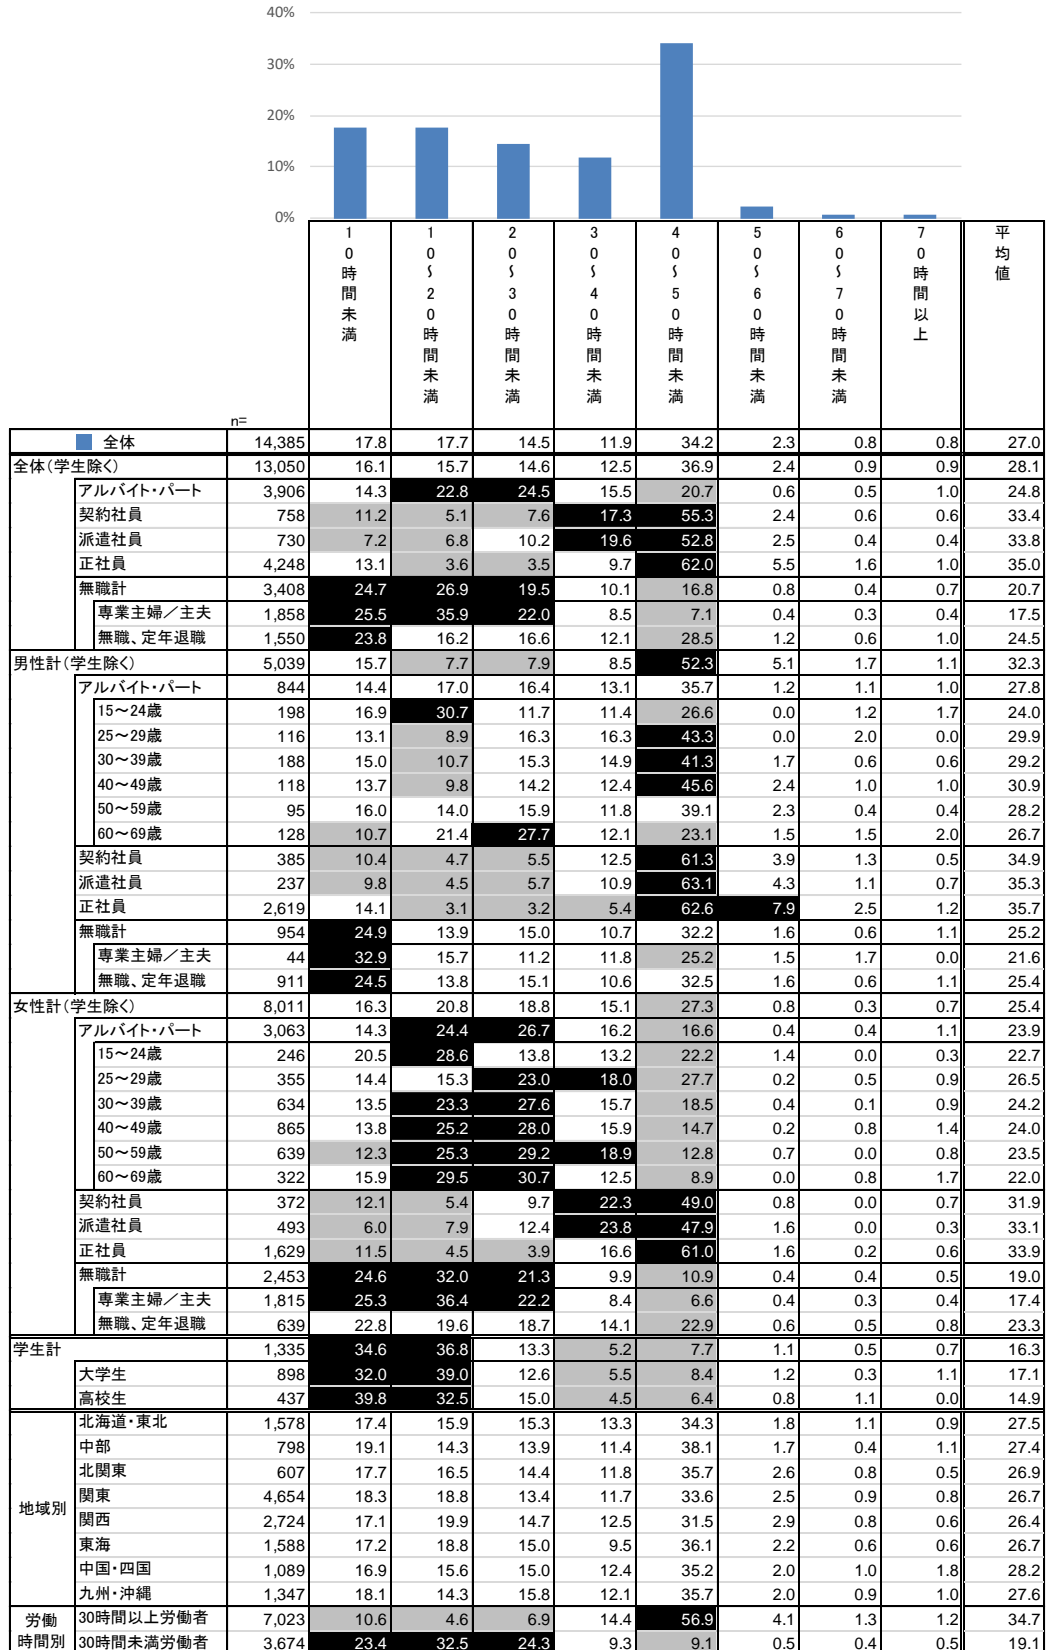 40%
30%
20%
10%
0%
10時間未満
10～20時間未満
20～30時間未満
30～40時間未満
40～50時間未満
50～60時間未満
60～70時間未満
70時間以上
平均値
n=
全体 14,385 17.8 17.7 14.5 11.9 34.2 2.3 0.8 0.8 27.0
全体(学生除く) 13,050 16.1 15.7 14.6 12.5 36.9 2.4 0.9 0.9 28.1
アルバイト・パート 3,906 14.3 22.8 24.5 15.5 20.7 0.6 0.5 1.0 24.8
契約社員 758 11.2 5.1 7.6 17.3 55.3 2.4 0.6 0.6 33.4
派遣社員 730 7.2 6.8 10.2 19.6 52.8 2.5 0.4 0.4 33.8
正社員 4,248 13.1 3.6 3.5 9.7 62.0 5.5 1.6 1.0 35.0
無職計 3,408 24.7 26.9 19.5 10.1 16.8 0.8 0.4 0.7 20.7
専業主婦／主夫 1,858 25.5 35.9 22.0 8.5 7.1 0.4 0.3 0.4 17.5
無職、定年退職 1,550 23.8 16.2 16.6 12.1 28.5 1.2 0.6 1.0 24.5
男性計(学生除く) 5,039 15.7 7.7 7.9 8.5 52.3 5.1 1.7 1.1 32.3
アルバイト・パート 844 14.4 17.0 16.4 13.1 35.7 1.2 1.1 1.0 27.8
15～24歳 198 16.9 30.7 11.7 11.4 26.6 0.0 1.2 1.7 24.0
25～29歳 116 13.1 8.9 16.3 16.3 43.3 0.0 2.0 0.0 29.9
30～39歳 188 15.0 10.7 15.3 14.9 41.3 1.7 0.6 0.6 29.2
40～49歳 118 13.7 9.8 14.2 12.4 45.6 2.4 1.0 1.0 30.9
50～59歳 95 16.0 14.0 15.9 11.8 39.1 2.3 0.4 0.4 28.2
60～69歳 128 10.7 21.4 27.7 12.1 23.1 1.5 1.5 2.0 26.7
契約社員 385 10.4 4.7 5.5 12.5 61.3 3.9 1.3 0.5 34.9
派遣社員 237 9.8 4.5 5.7 10.9 63.1 4.3 1.1 0.7 35.3
正社員 2,619 14.1 3.1 3.2 5.4 62.6 7.9 2.5 1.2 35.7
無職計 954 24.9 13.9 15.0 10.7 32.2 1.6 0.6 1.1 25.2
専業主婦／主夫 44 32.9 15.7 11.2 11.8 25.2 1.5 1.7 0.0 21.6
無職、定年退職 911 24.5 13.8 15.1 10.6 32.5 1.6 0.6 1.1 25.4
女性計(学生除く) 8,011 16.3 20.8 18.8 15.1 27.3 0.8 0.3 0.7 25.4
アルバイト・パート 3,063 14.3 24.4 26.7 16.2 16.6 0.4 0.4 1.1 23.9
15～24歳 246 20.5 28.6 13.8 13.2 22.2 1.4 0.0 0.3 22.7
25～29歳 355 14.4 15.3 23.0 18.0 27.7 0.2 0.5 0.9 26.5
30～39歳 634 13.5 23.3 27.6 15.7 18.5 0.4 0.1 0.9 24.2
40～49歳 865 13.8 25.2 28.0 15.9 14.7 0.2 0.8 1.4 24.0
50～59歳 639 12.3 25.3 29.2 18.9 12.8 0.7 0.0 0.8 23.5
60～69歳 322 15.9 29.5 30.7 12.5 8.9 0.0 0.8 1.7 22.0
契約社員 372 12.1 5.4 9.7 22.3 49.0 0.8 0.0 0.7 31.9
派遣社員 493 6.0 7.9 12.4 23.8 47.9 1.6 0.0 0.3 33.1
正社員 1,629 11.5 4.5 3.9 16.6 61.0 1.6 0.2 0.6 33.9
無職計 2,453 24.6 32.0 21.3 9.9 10.9 0.4 0.4 0.5 19.0
専業主婦／主夫 1,815 25.3 36.4 22.2 8.4 6.6 0.4 0.3 0.4 17.4
無職、定年退職 639 22.8 19.6 18.7 14.1 22.9 0.6 0.5 0.8 23.3
学生計 1,335 34.6 36.8 13.3 5.2 7.7 1.1 0.5 0.7 16.3
大学生 898 32.0 39.0 12.6 5.5 8.4 1.2 0.3 1.1 17.1
高校生 437 39.8 32.5 15.0 4.5 6.4 0.8 1.1 0.0 14.9
地域別
北海道・東北 1,578 17.4 15.9 15.3 13.3 34.3 1.8 1.1 0.9 27.5
中部 798 19.1 14.3 13.9 11.4 38.1 1.7 0.4 1.1 27.4
北関東 607 17.7 16.5 14.4 11.8 35.7 2.6 0.8 0.5 26.9
関東 4,654 18.3 18.8 13.4 11.7 33.6 2.5 0.9 0.8 26.7
関西 2,724 17.1 19.9 14.7 12.5 31.5 2.9 0.8 0.6 26.4
東海 1,588 17.2 18.8 15.0 9.5 36.1 2.2 0.6 0.6 26.7
中国・四国 1,089 16.9 15.6 15.0 12.4 35.2 2.0 1.0 1.8 28.2
九州・沖縄 1,347 18.1 14.3 15.8 12.1 35.7 2.0 0.9 1.0 27.6
労働時間別
30時間以上労働者 7,023 10.6 4.6 6.9 14.4 56.9 4.1 1.3 1.2 34.7
30時間未満労働者 3,674 23.4 32.5 24.3 9.3 9.1 0.5 0.4 0.5 19.1